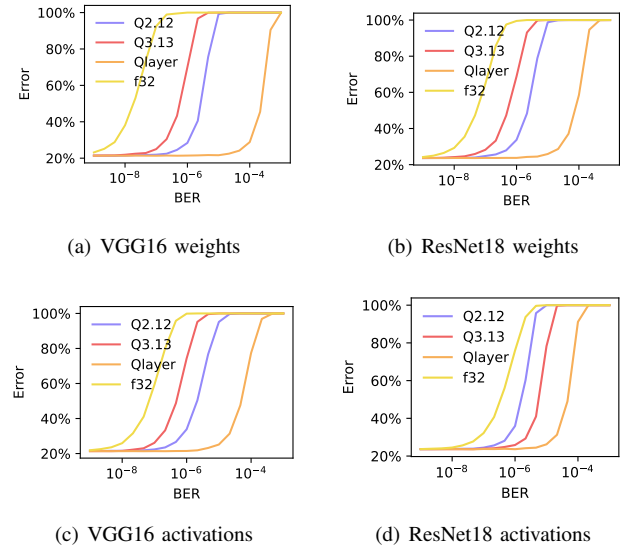 100%
80%
60%
40%
20%
Error
Q2.12
Q3.13
Qlayer
f32
10⁻⁸
10⁻⁶
10⁻⁴
BER
(a) VGG16 weights
100%
80%
60%
40%
20%
Error
Q2.12
Q3.13
Qlayer
f32
10⁻⁸
10⁻⁶
10⁻⁴
BER
(b) ResNet18 weights
100%
80%
60%
40%
20%
Error
Q2.12
Q3.13
Qlayer
f32
10⁻⁸
10⁻⁶
10⁻⁴
BER
(c) VGG16 activations
100%
80%
60%
40%
20%
Error
Q2.12
Q3.13
Qlayer
f32
10⁻⁸
10⁻⁶
10⁻⁴
BER
(d) ResNet18 activations